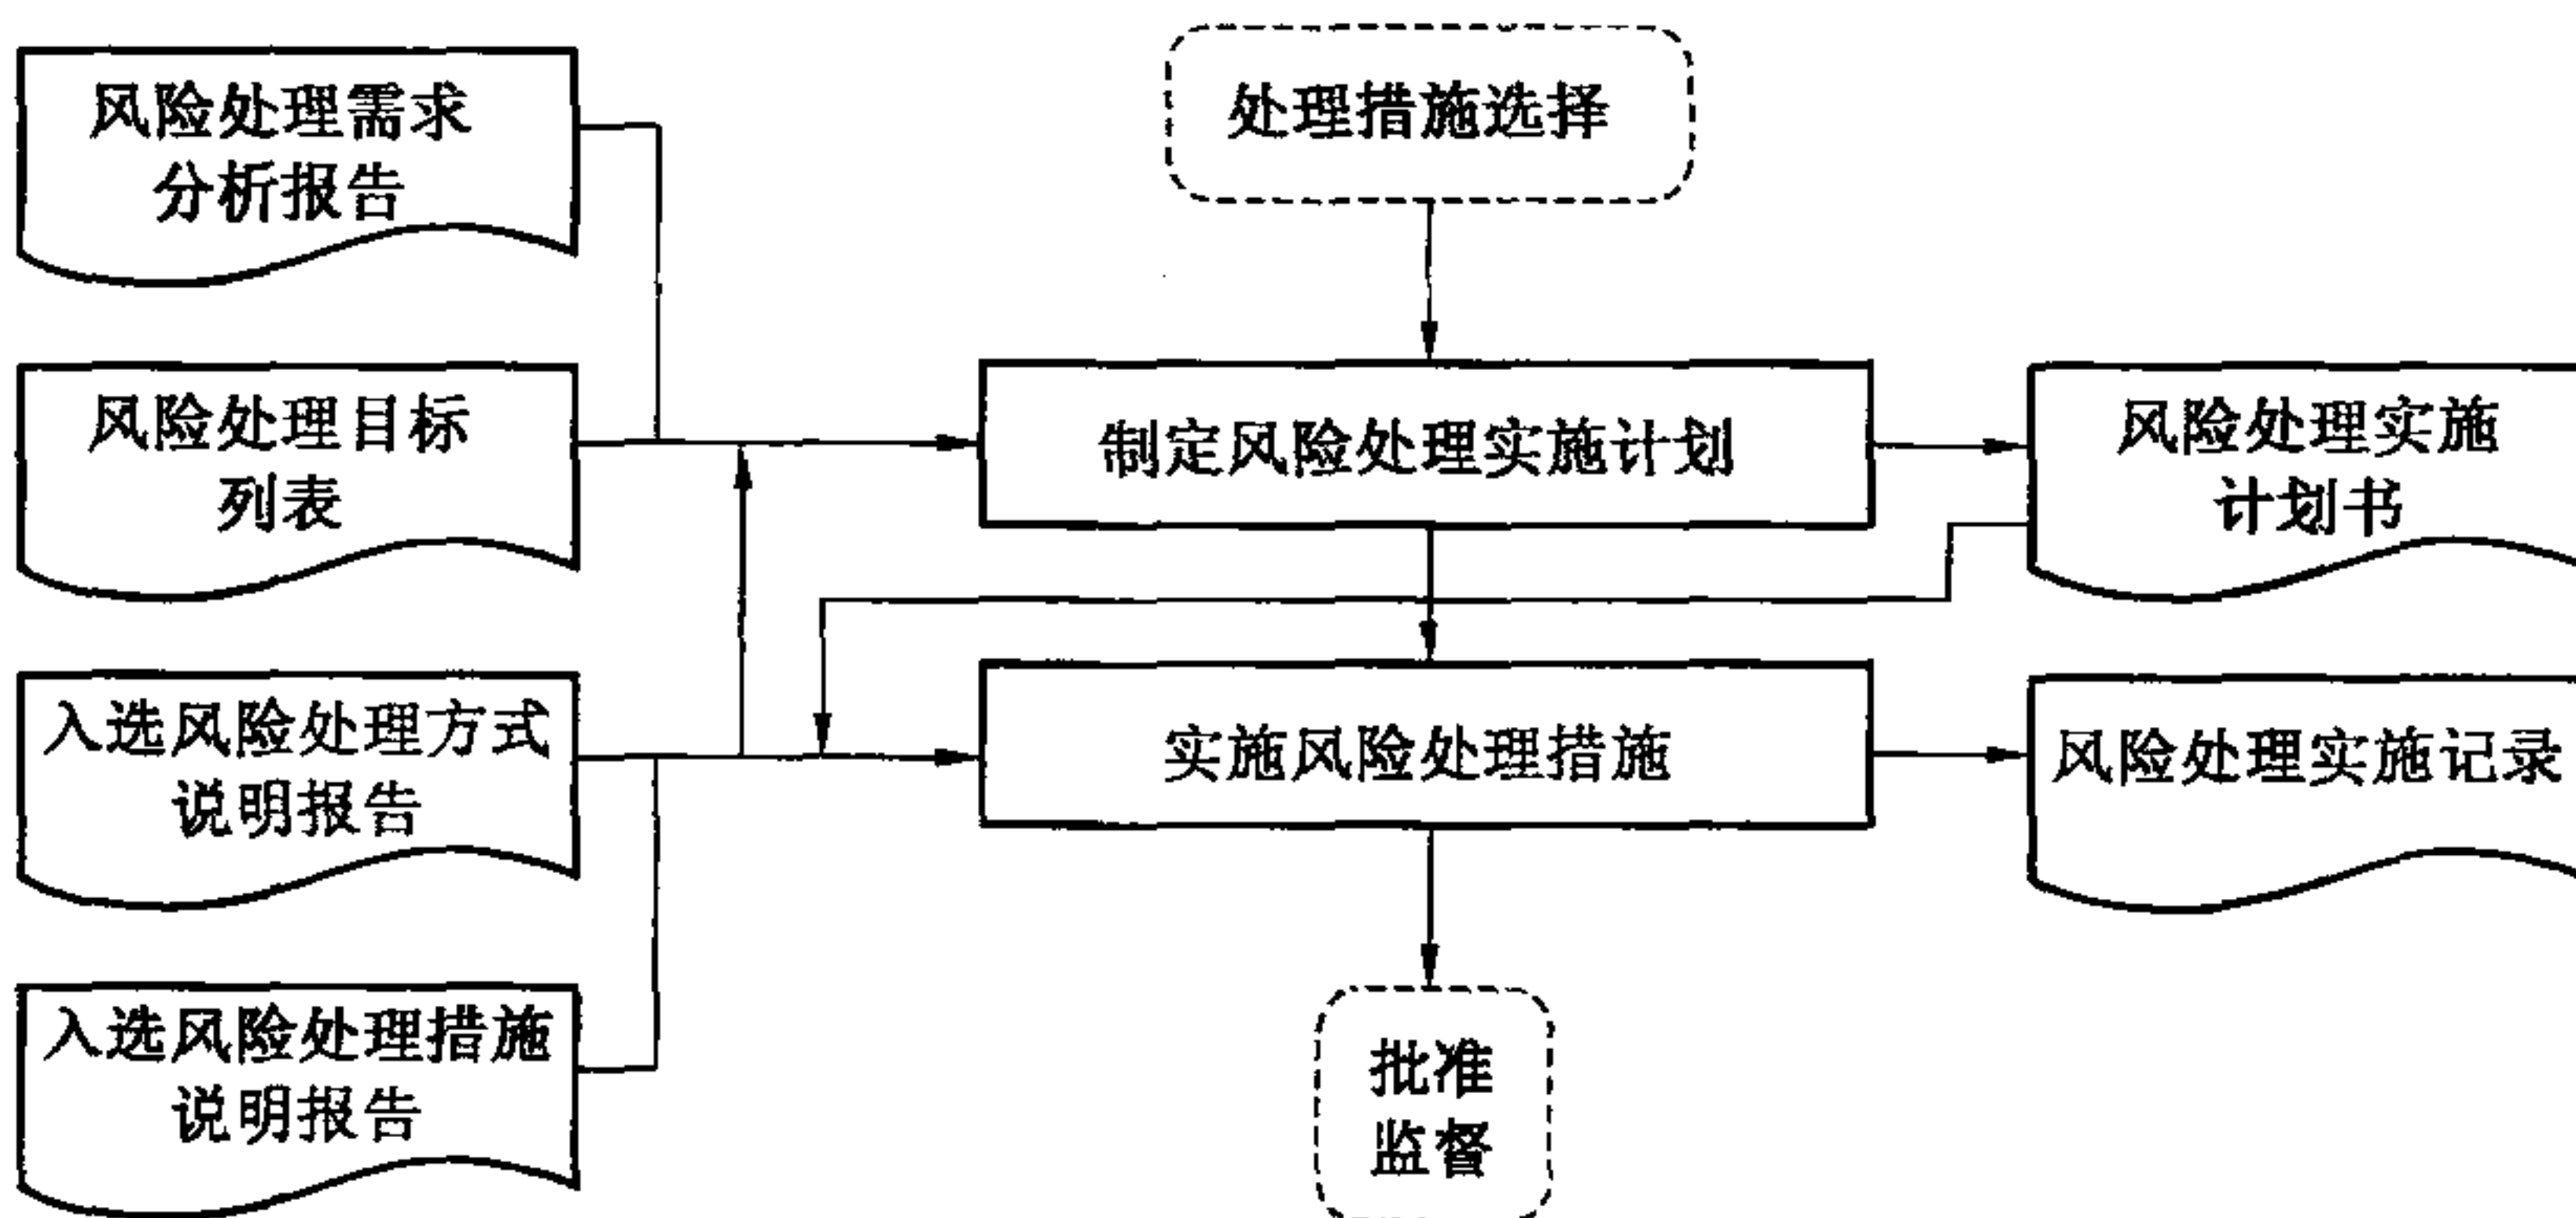 风险处理需求
分析报告
处理措施选择
风险处理目标
列表
制定风险处理实施计划
风险处理实施
计划书
入选风险处理方式
说明报告
实施风险处理措施
风险处理实施记录
入选风险处理措施
说明报告
批准
监督